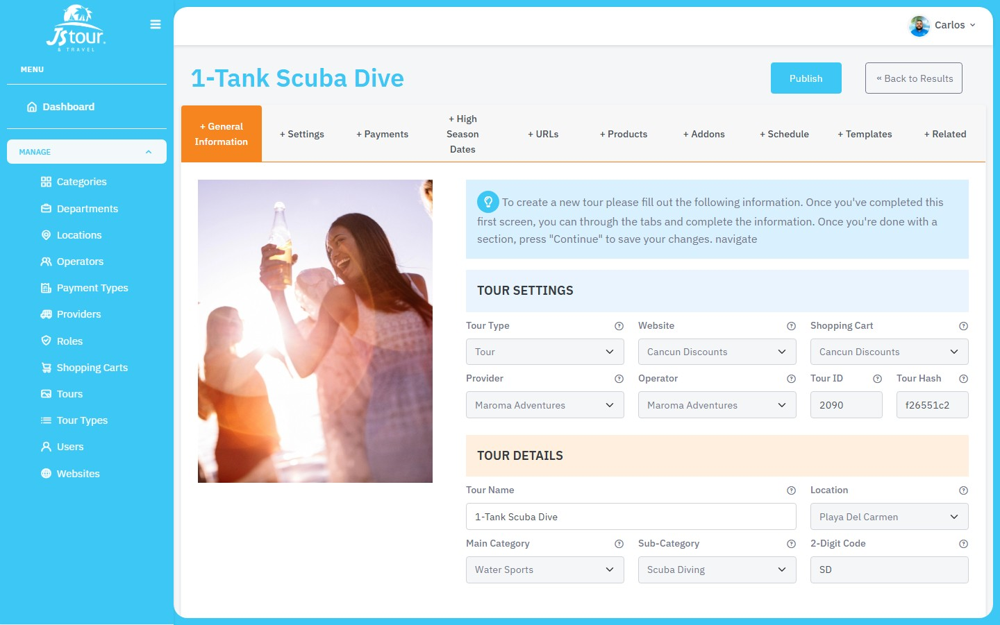 JS tour.
& TRAVEL
MENU
Dashboard
MANAGE
Categories
Departments
Locations
Operators
Payment Types
Providers
Roles
Shopping Carts
Tours
Tour Types
Users
Websites
Carlos
1-Tank Scuba Dive
Publish
« Back to Results
+ General
Information
+ Settings
+ Payments
+ High
Season
Dates
+ URLs
+ Products
+ Addons
+ Schedule
+ Templates
+ Related
To create a new tour please fill out the following information. Once you've completed this
first screen, you can through the tabs and complete the information. Once you're done with a
section, press "Continue" to save your changes. navigate
TOUR SETTINGS
Tour Type
Website
Shopping Cart
Tour
Cancun Discounts
Cancun Discounts
Provider
Operator
Tour ID
Tour Hash
Maroma Adventures
Maroma Adventures
2090
f26551c2
TOUR DETAILS
Tour Name
Location
1-Tank Scuba Dive
Playa Del Carmen
Main Category
Sub-Category
2-Digit Code
Water Sports
Scuba Diving
SD